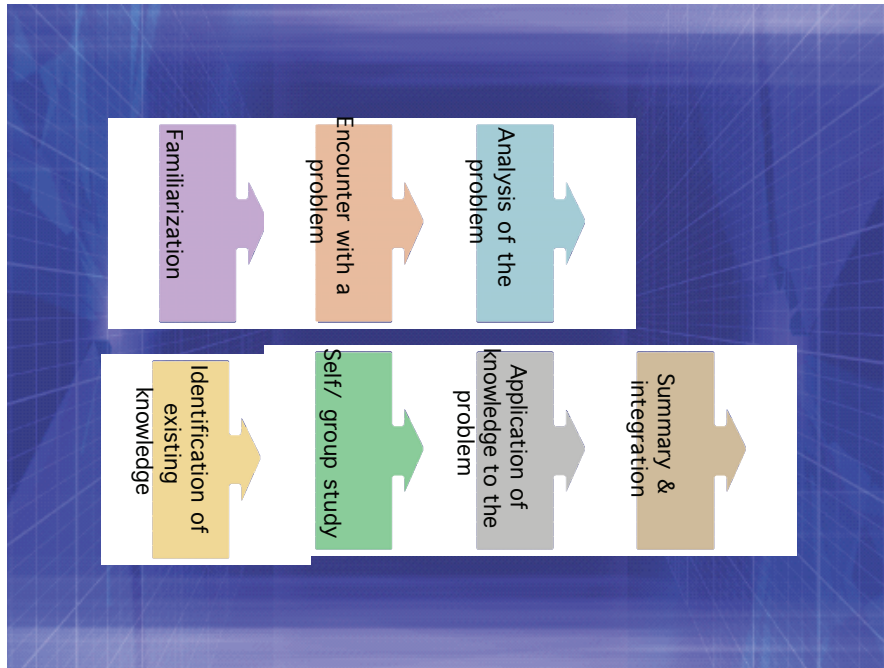 Familiarization
Encounter with a
problem
Analysis of the
problem
Identification of
existing
knowledge
Self/ group study
Application of
knowledge to the
problem
Summary &
integration